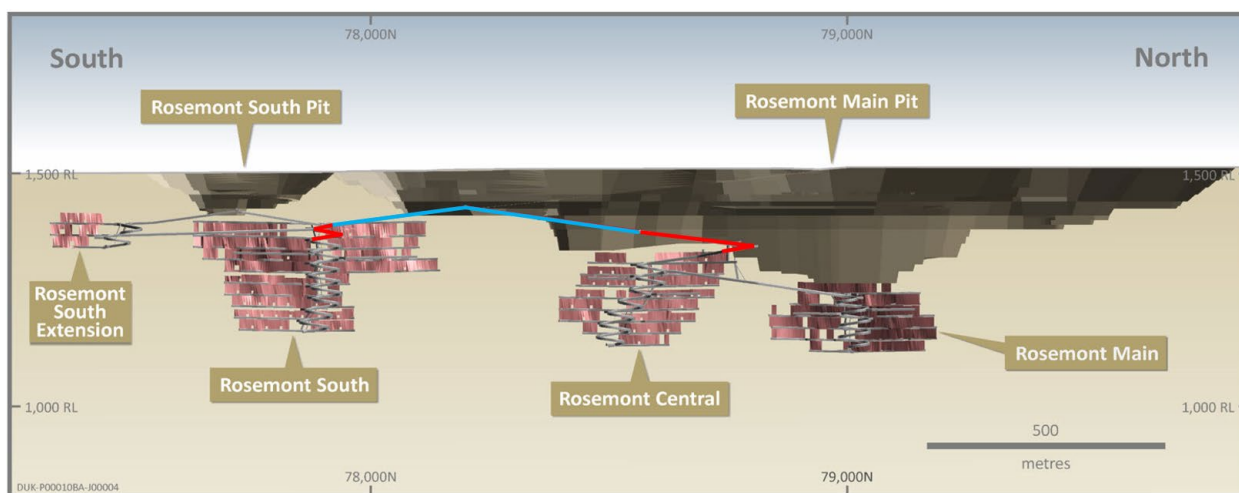 78,000N
79,000N
South
North
Rosemont South Pit
Rosemont Main Pit
1,500 RL
1,500 RL
Rosemont
South
Extension
Rosemont South
Rosemont Central
Rosemont Main
1,000 RL
1,000 RL
500
metres
78,000N
79,000N
DUK-P00010BA-J00004